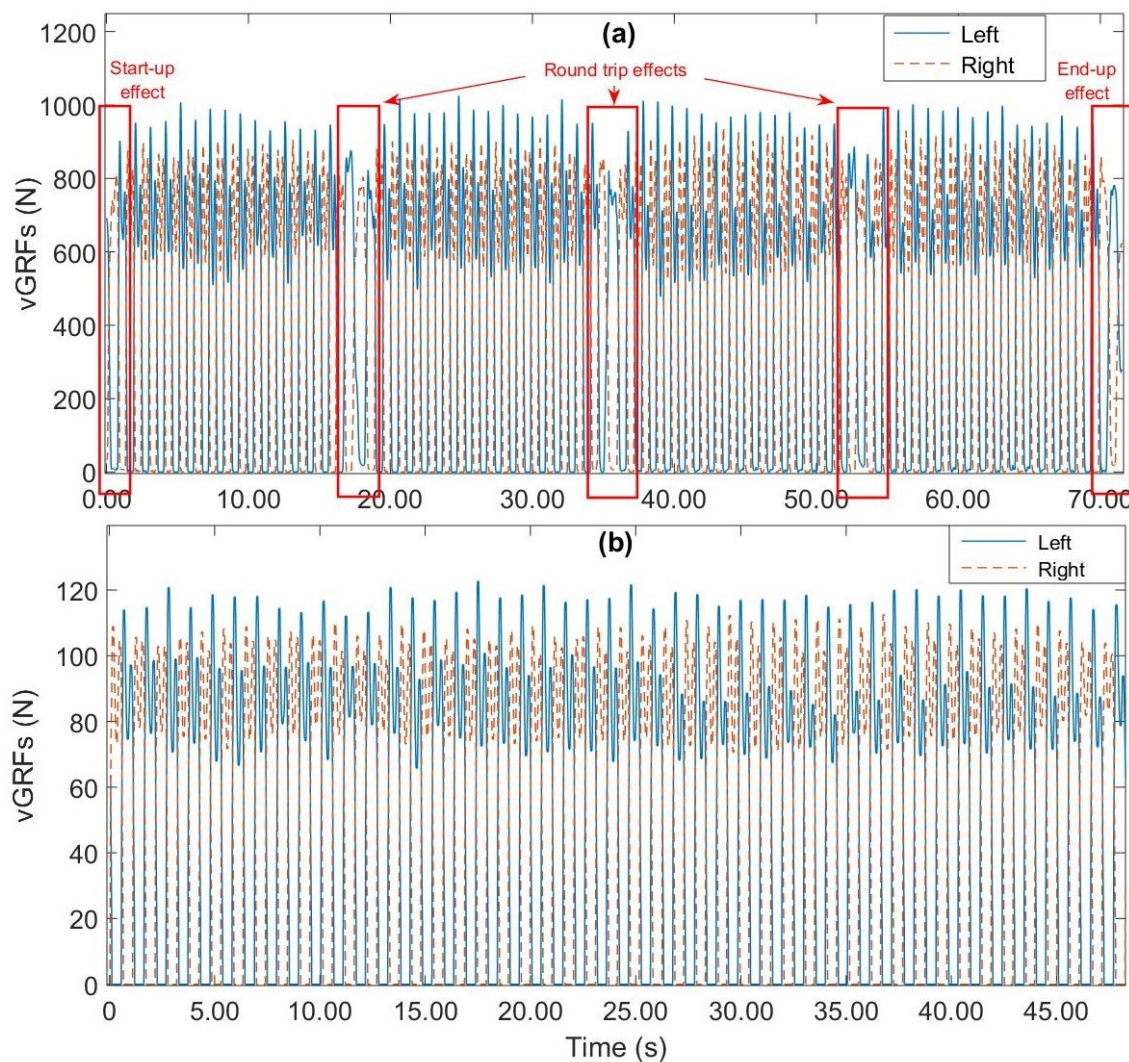 (a)
Left
Right
Start-up
effect
Round trip effects
End-up
effect
1200
1000
800
600
400
200
0
vGRFs (N)
0.00 10.00 20.00 30.00 40.00 50.00 60.00 70.00
(b)
Left
Right
120
100
80
60
40
20
0
vGRFs (N)
0 5.00 10.00 15.00 20.00 25.00 30.00 35.00 40.00 45.00
Time (s)